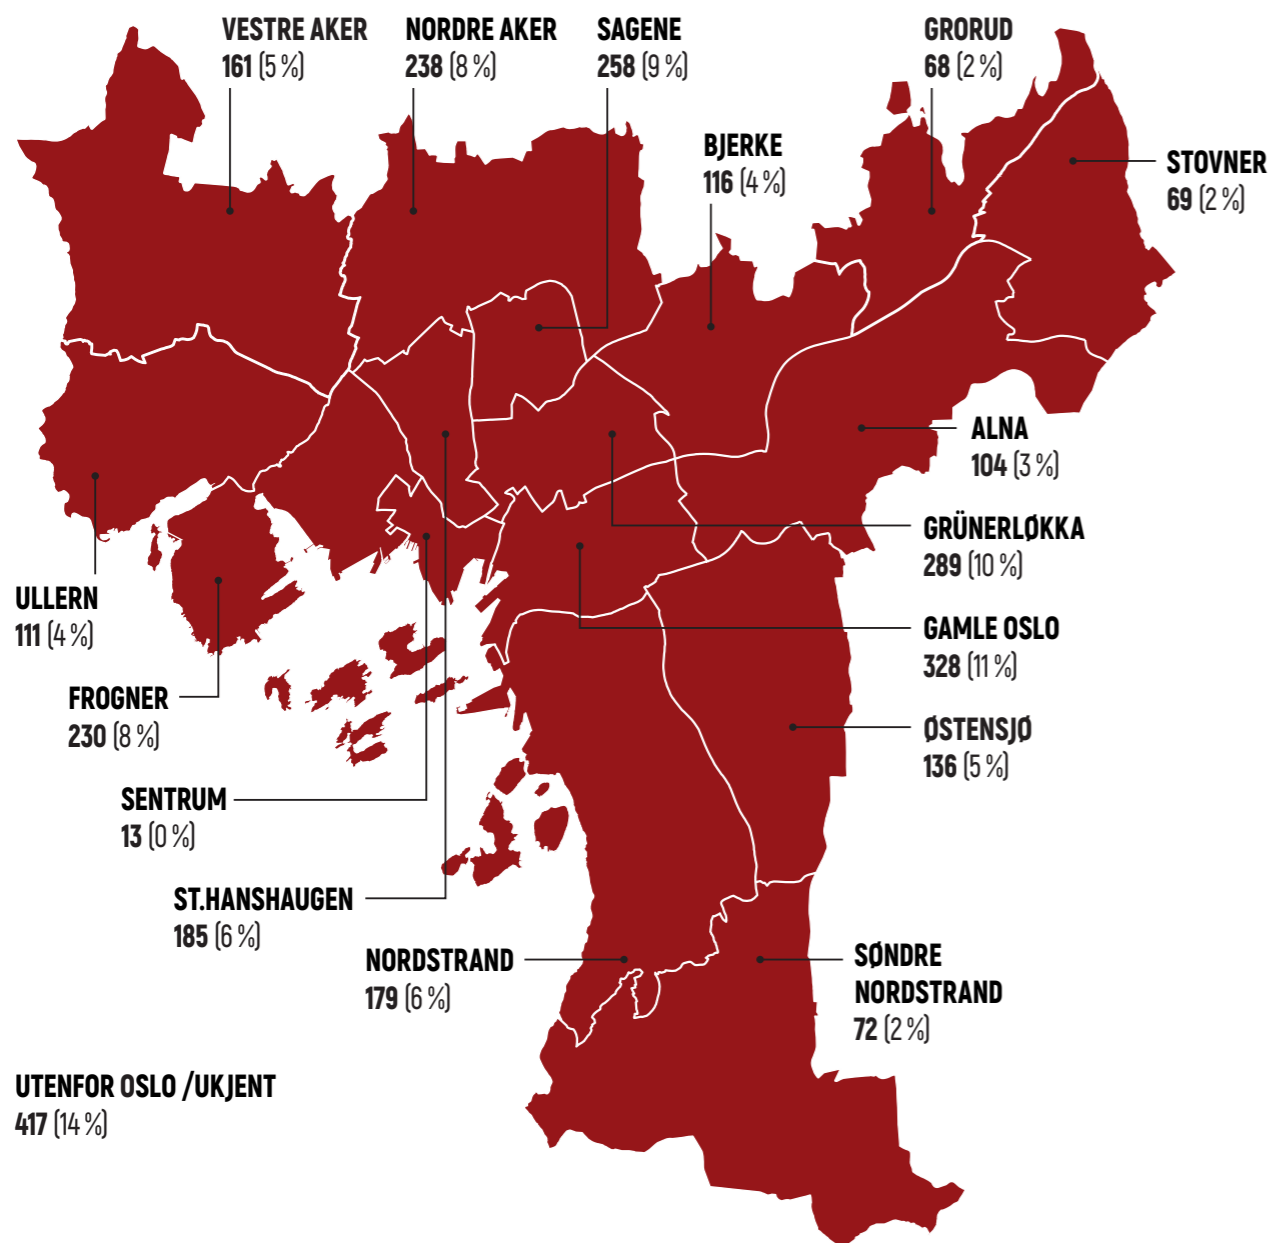 VESTRE AKER
161 (5 %)
NORDRE AKER
238 (8 %)
SAGENE
258 (9 %)
GRORUD
68 (2 %)
BJERKE
116 (4 %)
STOVNER
69 (2 %)
ALNA
104 (3 %)
GRÜNERLØKKA
289 (10 %)
ULLERN
111 (4 %)
GAMLE OSLO
328 (11 %)
FROGNER
230 (8 %)
ØSTENSJØ
136 (5 %)
SENTRUM
13 (0 %)
ST.HANSHAUGEN
185 (6 %)
NORDSTRAND
179 (6 %)
SØNDRE
NORDSTRAND
72 (2 %)
UTENFOR OSLO /UKJENT
417 (14 %)